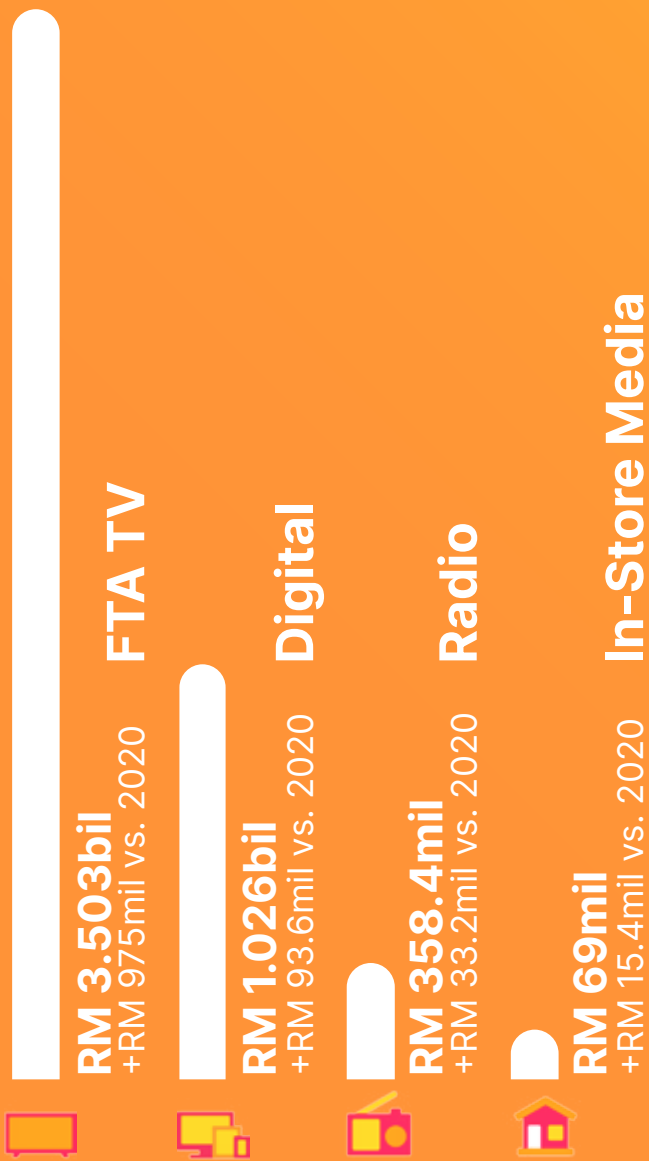 FTA TV
RM 3.503bil
+RM 975mil vs. 2020
Digital
RM 1.026bil
+RM 93.6mil vs. 2020
Radio
RM 358.4mil
+RM 33.2mil vs. 2020
In-Store Media
RM 69mil
+RM 15.4mil vs. 2020